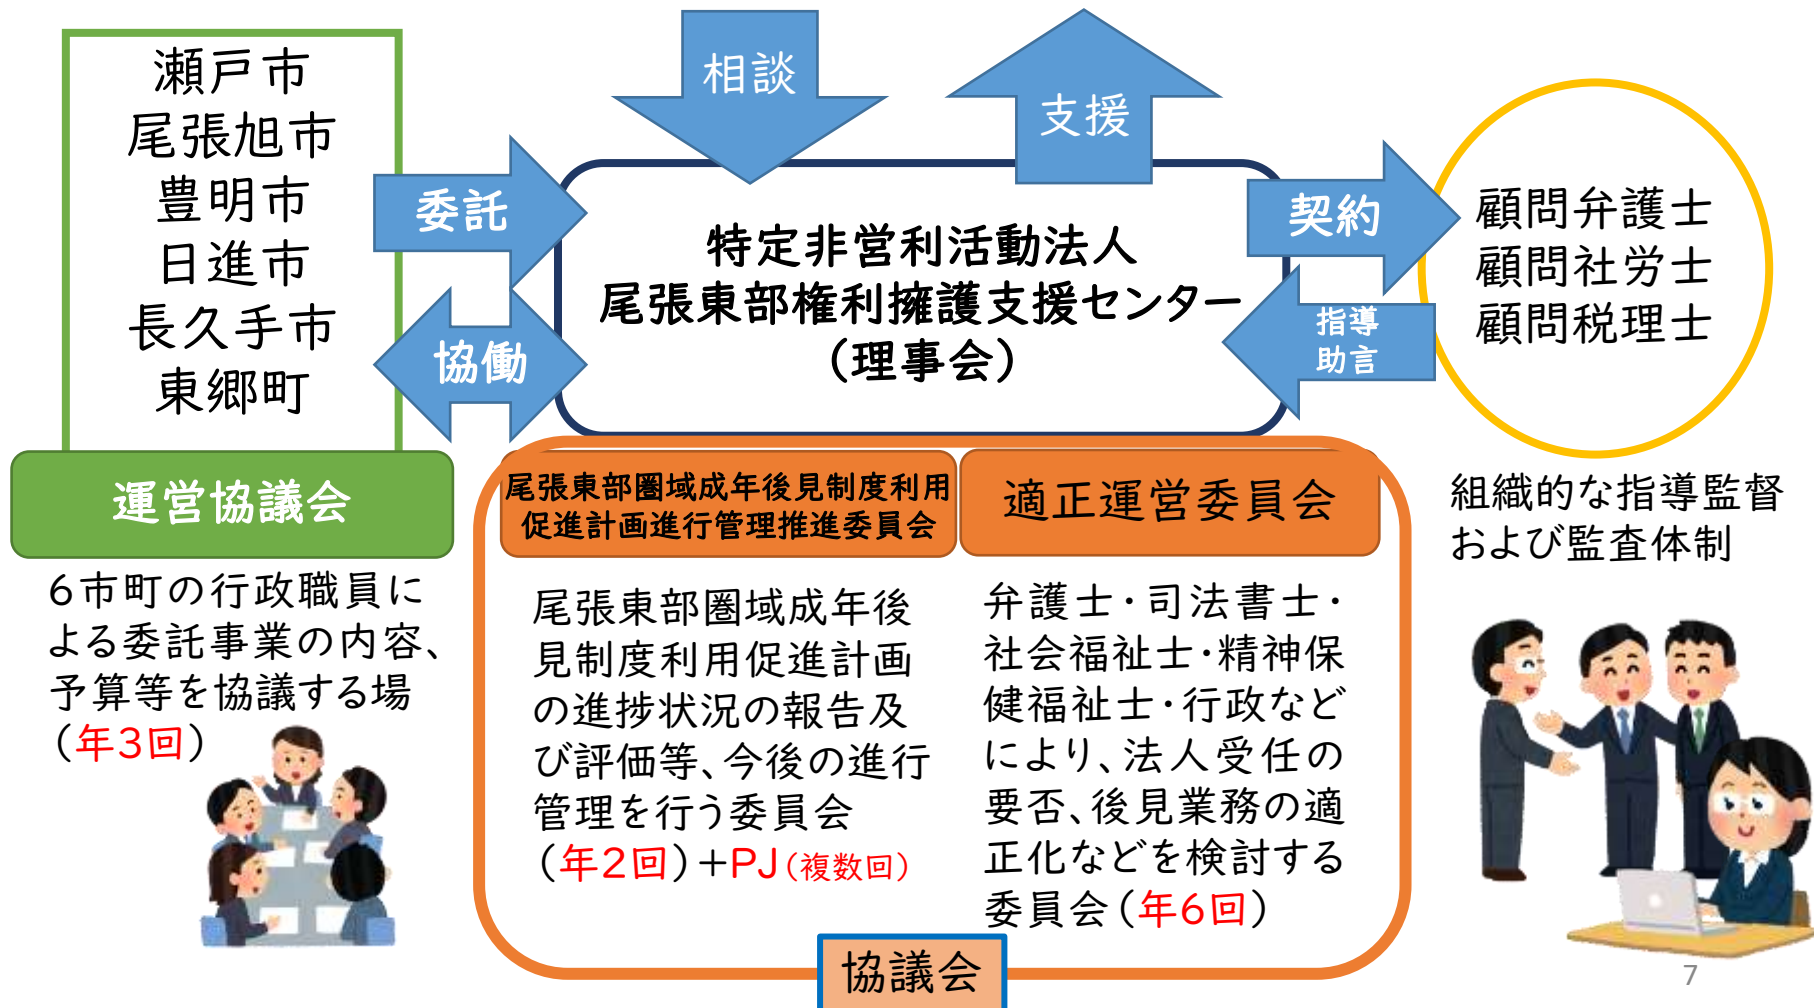 瀬戸市
尾張旭市
豊明市
日進市
長久手市
東郷町
運営協議会
6市町の行政職員に
よる委託事業の内容、
予算等を協議する場
(年3回)
相談
支援
委託
協働
特定非営利活動法人
尾張東部権利擁護支援センター
(理事会)
契約
指導
助言
顧問弁護士
顧問社労士
顧問税理士
組織的な指導監督
および監査体制
尾張東部圏域成年後見制度利用
促進計画進行管理推進委員会
尾張東部圏域成年後
見制度利用促進計画
の進捗状況の報告及
び評価等、今後の進行
管理を行う委員会
(年2回)+PJ(複数回)
適正運営委員会
弁護士・司法書士・
社会福祉士・精神保
健福祉士・行政など
により、法人受任の
要否、後見業務の適
正化などを検討する
委員会(年6回)
協議会
7